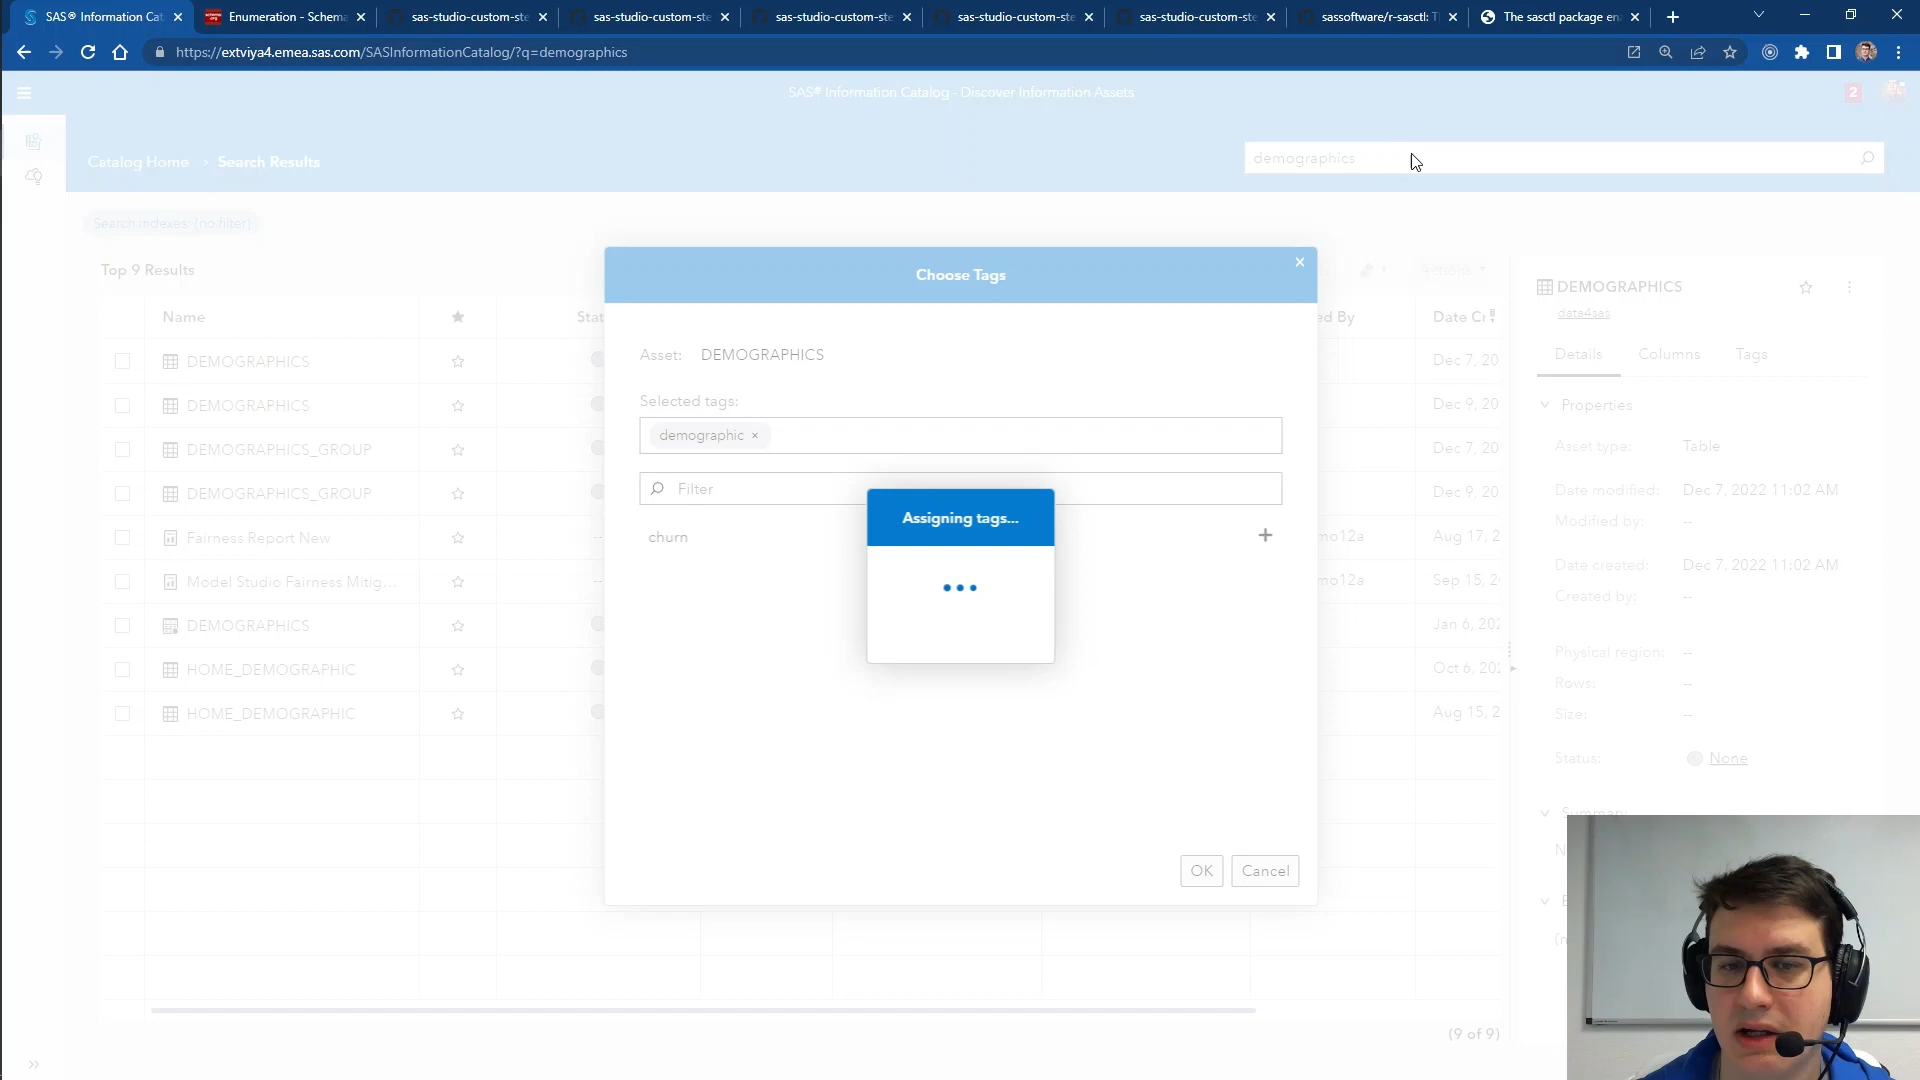 SAS® Information Cat
Enumeration - Schema
sas-studio-custom-ste
sas-studio-custom-ste
sas-studio-custom-ste
sas-studio-custom-ste
sas-studio-custom-ste
sassoftware/r-sasctl: T
The sasctl package en
https://extviya4.emea.sas.com/SASInformationCatalog/?q=demographics
SAS® Information Catalog - Discover Information Assets
2
Catalog Home > Search Results
demographics
Search indexes: (no filter)
Top 9 Results
Actions
Name
Stat
ed By
Date Cr
DEMOGRAPHICS
Dec 7, 20
DEMOGRAPHICS
Dec 9, 20
DEMOGRAPHICS_GROUP
Dec 7, 20
DEMOGRAPHICS_GROUP
Dec 9, 20
Fairness Report New
--
mo12a
Aug 17, 2
Model Studio Fairness Mitig...
--
mo12a
Sep 15, 2
DEMOGRAPHICS
Jan 6, 202
HOME_DEMOGRAPHIC
Oct 6, 202
HOME_DEMOGRAPHIC
Aug 15, 2
(9 of 9)
Choose Tags
Asset: DEMOGRAPHICS
Selected tags:
demographic ×
Filter
churn
Assigning tags...
OK
Cancel
DEMOGRAPHICS
data4sas
Details
Columns
Tags
Properties
Asset type: Table
Date modified: Dec 7, 2022 11:02 AM
Modified by: --
Date created: Dec 7, 2022 11:02 AM
Created by: --
Physical region: --
Rows: --
Size: --
Status: None
Summary